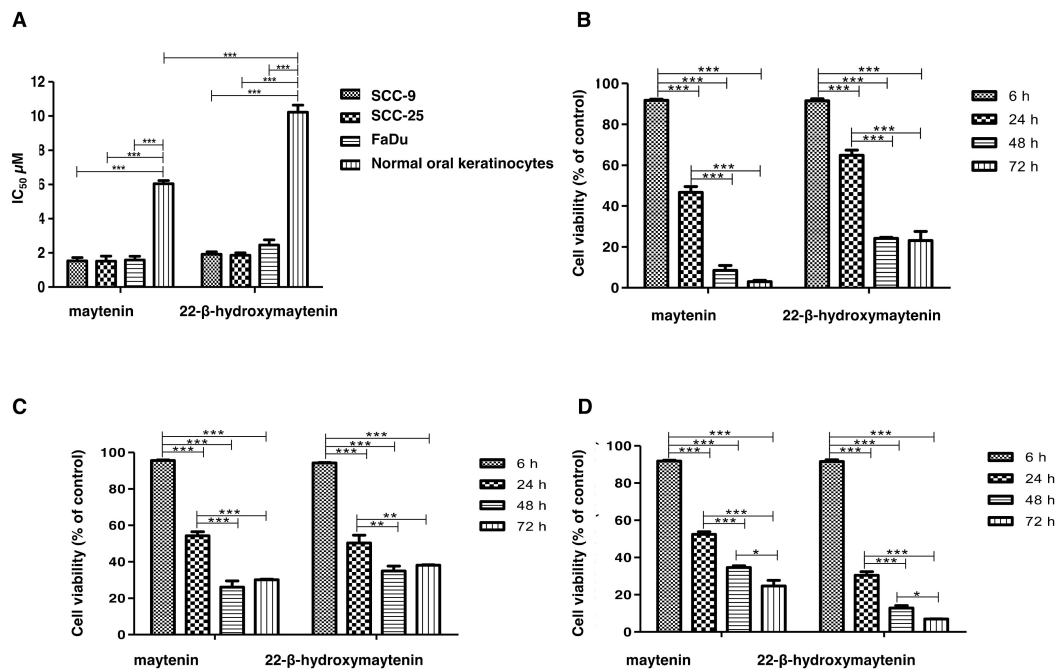 A
***
***
***
***
***
***
***
12
10
8
6
4
2
0
IC50 µM
maytenin
22-β-hydroxymaytenin
SCC-9
SCC-25
FaDu
Normal oral keratinocytes
B
***
***
***
***
***
***
***
***
***
***
100
80
60
40
20
0
Cell viability (% of control)
maytenin
22-β-hydroxymaytenin
6 h
24 h
48 h
72 h
C
***
***
***
***
***
***
***
***
**
**
100
80
60
40
20
0
Cell viability (% of control)
maytenin
22-β-hydroxymaytenin
6 h
24 h
48 h
72 h
D
***
***
***
***
***
*
***
***
***
***
***
*
100
80
60
40
20
0
Cell viability (% of control)
maytenin
22-β-hydroxymaytenin
6 h
24 h
48 h
72 h